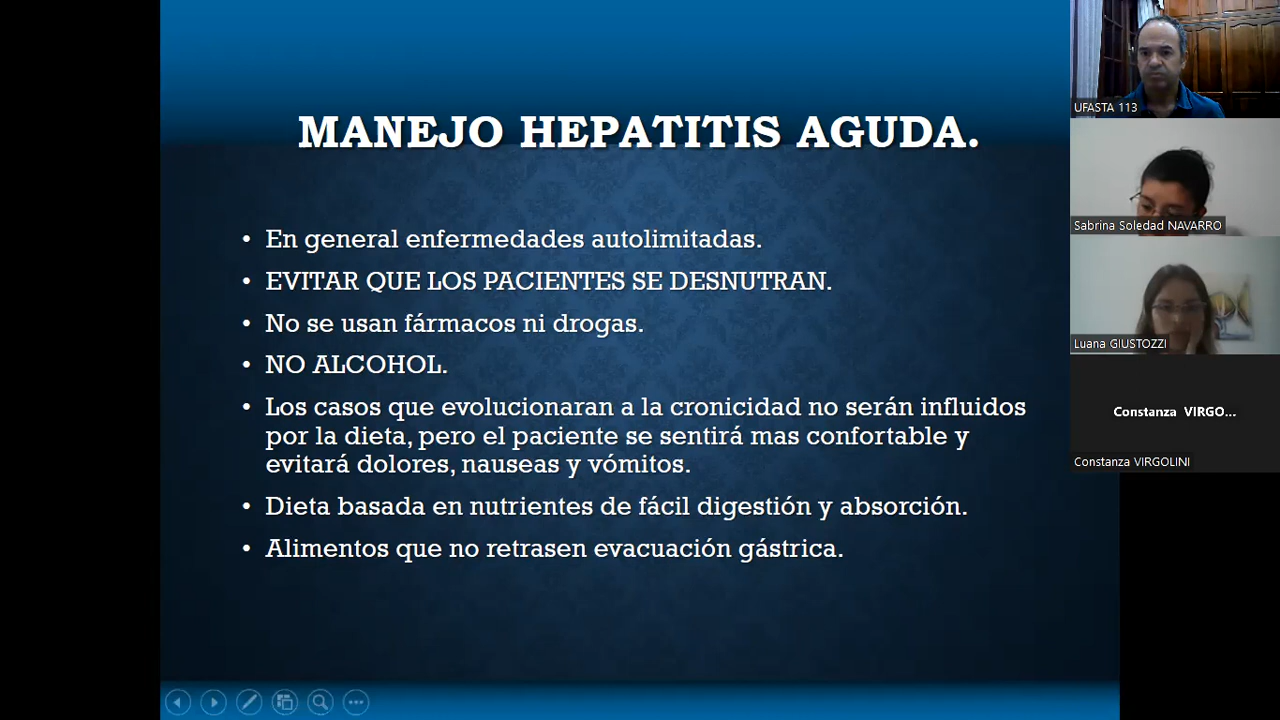 MANEJO HEPATITIS AGUDA.
• En general enfermedades autolimitadas.
• EVITAR QUE LOS PACIENTES SE DESNUTRAN.
• No se usan fármacos ni drogas.
• NO ALCOHOL.
• Los casos que evolucionaran a la cronicidad no serán influidos
por la dieta, pero el paciente se sentirá mas confortable y
evitará dolores, nauseas y vómitos.
• Dieta basada en nutrientes de fácil digestión y absorción.
• Alimentos que no retrasen evacuación gástrica.
UFASTA 113
Sabrina Soledad NAVARRO
Luana GIUSTOZZI
Constanza VIRGO...
Constanza VIRGOLINI